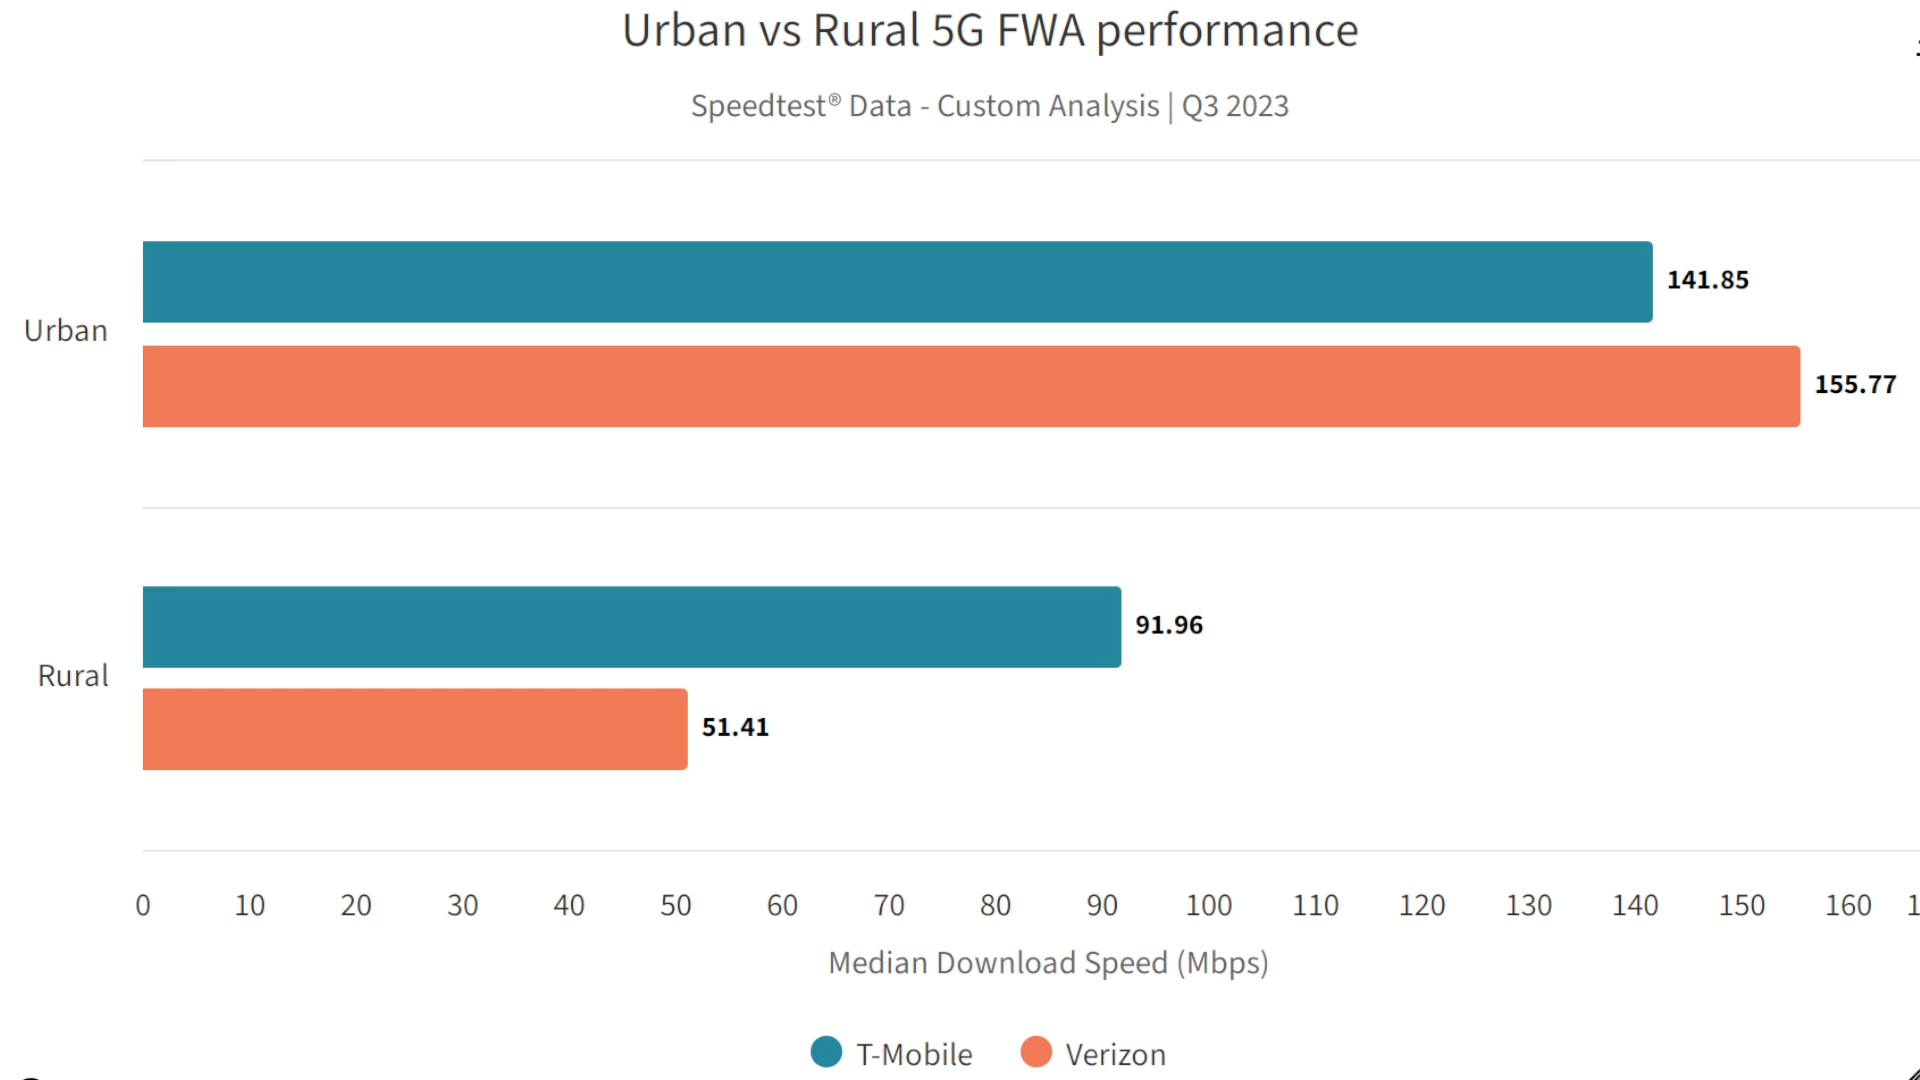 Urban vs Rural 5G FWA performance
Speedtest® Data - Custom Analysis | Q3 2023
141.85
Urban
155.77
91.96
Rural
51.41
0 10 20 30 40 50 60 70 80 90 100 110 120 130 140 150 160
Median Download Speed (Mbps)
T-Mobile Verizon